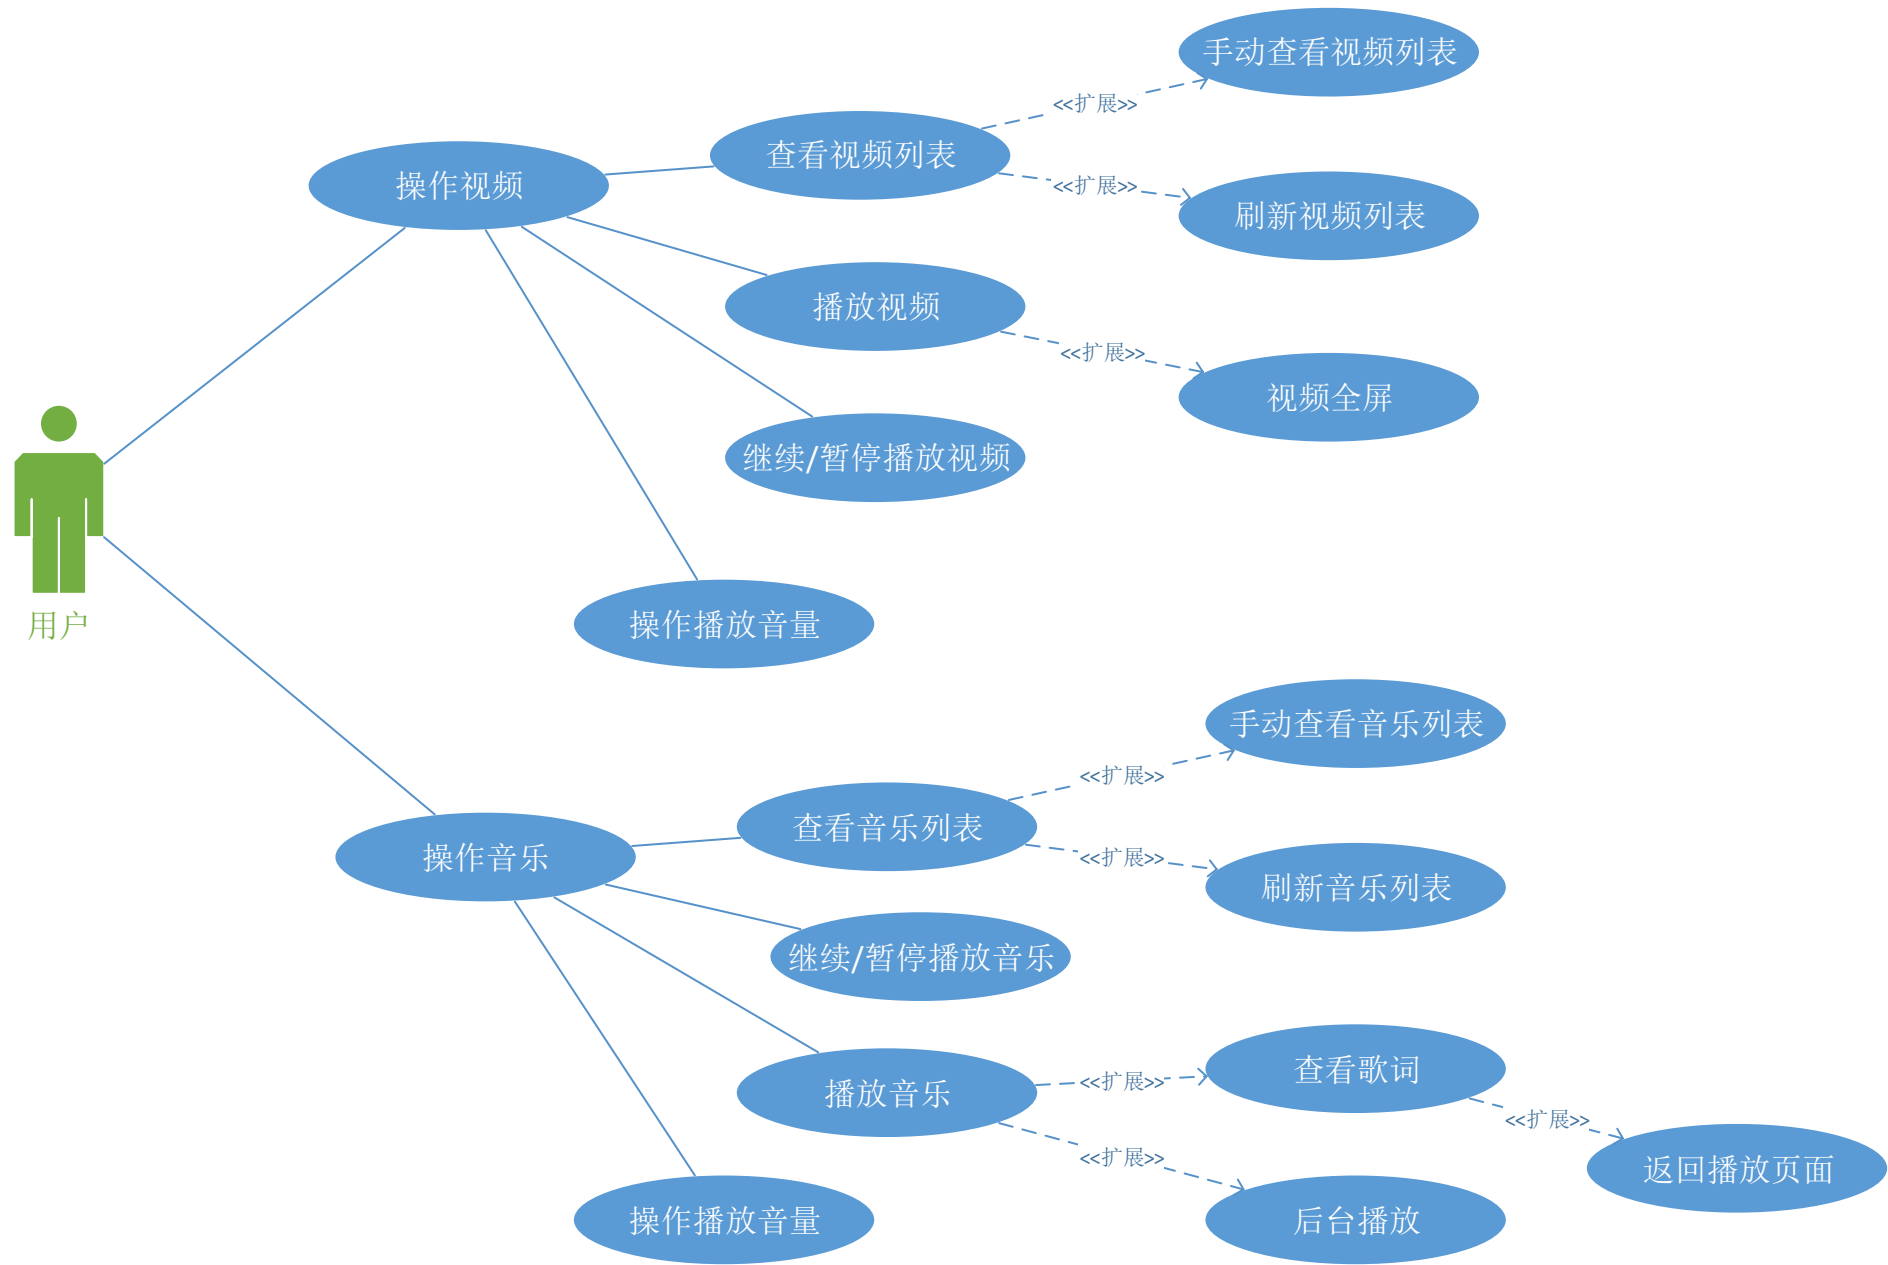 手动查看视频列表
<<扩展>>
查看视频列表
操作视频
<<扩展>>
刷新视频列表
播放视频
<<扩展>>
视频全屏
继续/暂停播放视频
操作播放音量
用户
手动查看音乐列表
<<扩展>>
查看音乐列表
操作音乐
<<扩展>>
刷新音乐列表
继续/暂停播放音乐
查看歌词
<<扩展>>
播放音乐
<<扩展>>
<<扩展>>
返回播放页面
操作播放音量
后台播放